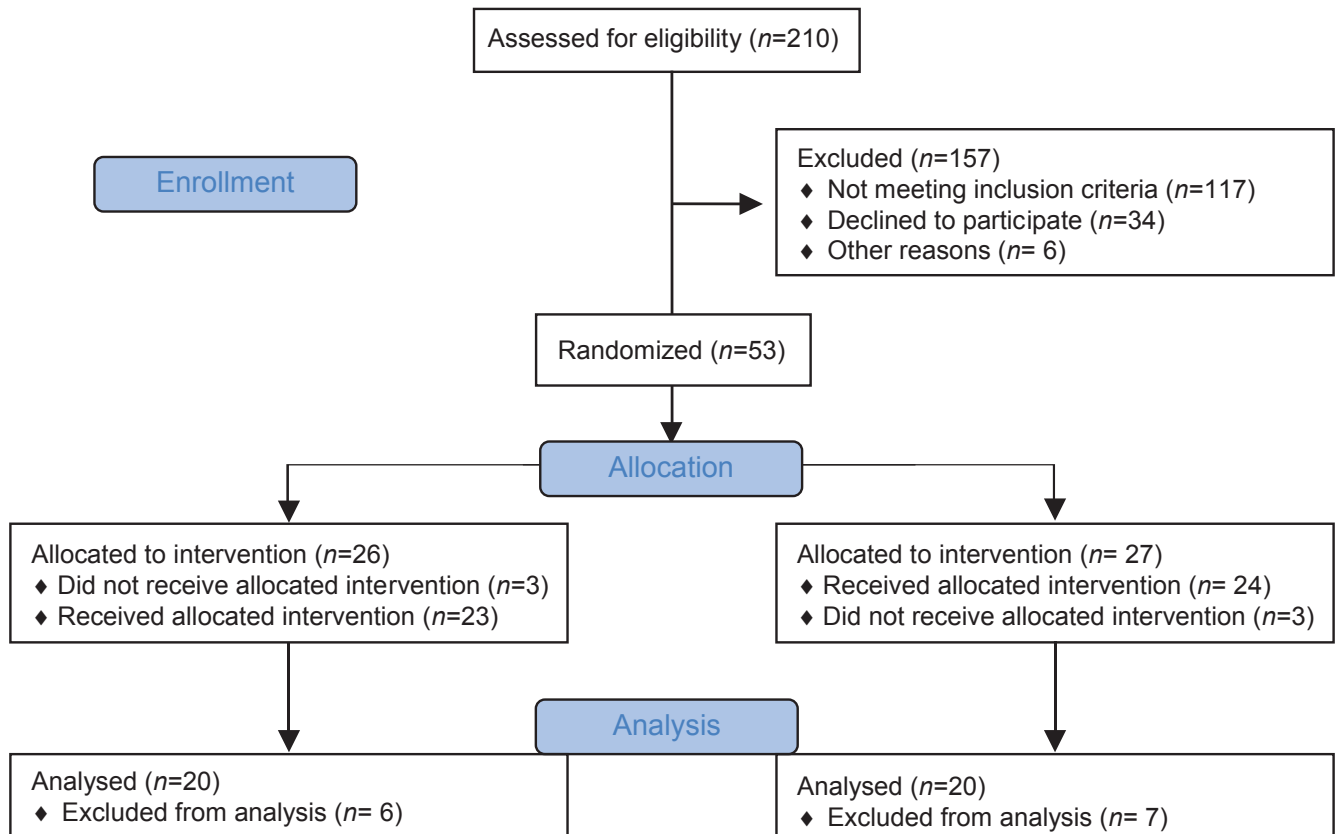 Assessed for eligibility (n=210)
Enrollment
Excluded (n=157)
♦ Not meeting inclusion criteria (n=117)
♦ Declined to participate (n=34)
♦ Other reasons (n= 6)
Randomized (n=53)
Allocation
Allocated to intervention (n=26)
♦ Did not receive allocated intervention (n=3)
♦ Received allocated intervention (n=23)
Allocated to intervention (n= 27)
♦ Received allocated intervention (n= 24)
♦ Did not receive allocated intervention (n=3)
Analysis
Analysed (n=20)
♦ Excluded from analysis (n= 6)
Analysed (n=20)
♦ Excluded from analysis (n= 7)